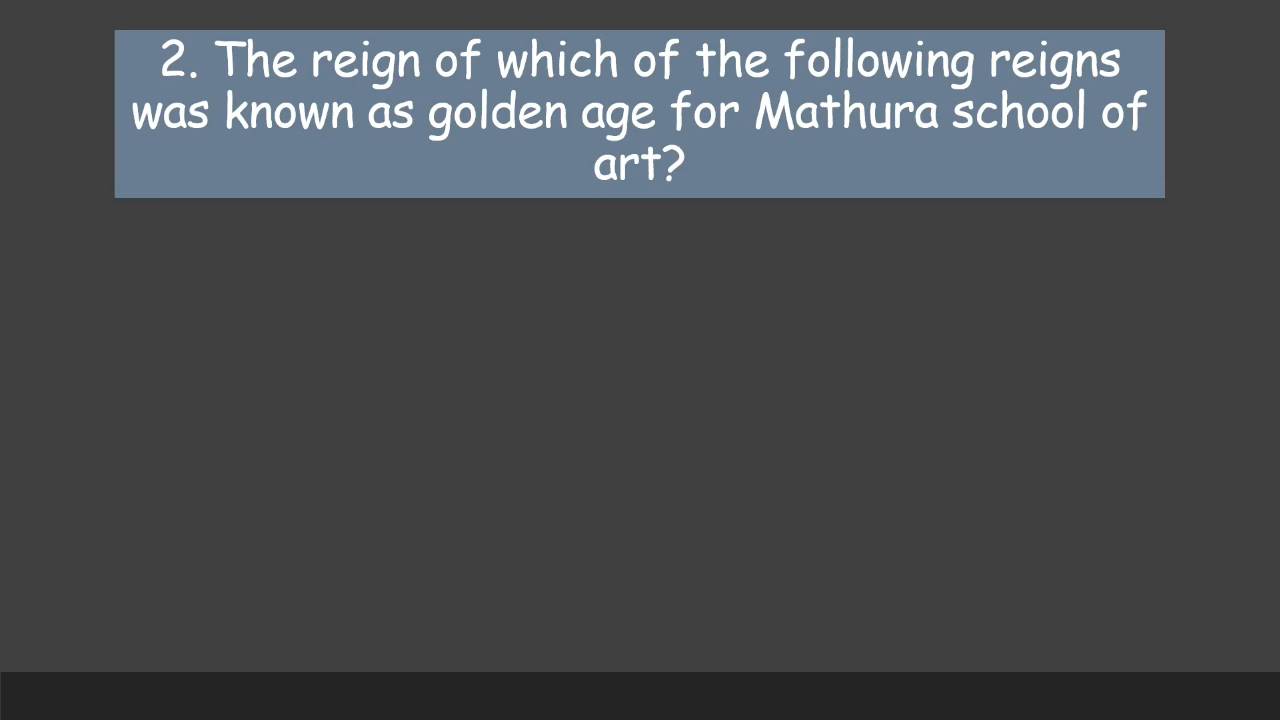 2. The reign of which of the following reigns
was known as golden age for Mathura school of
art?